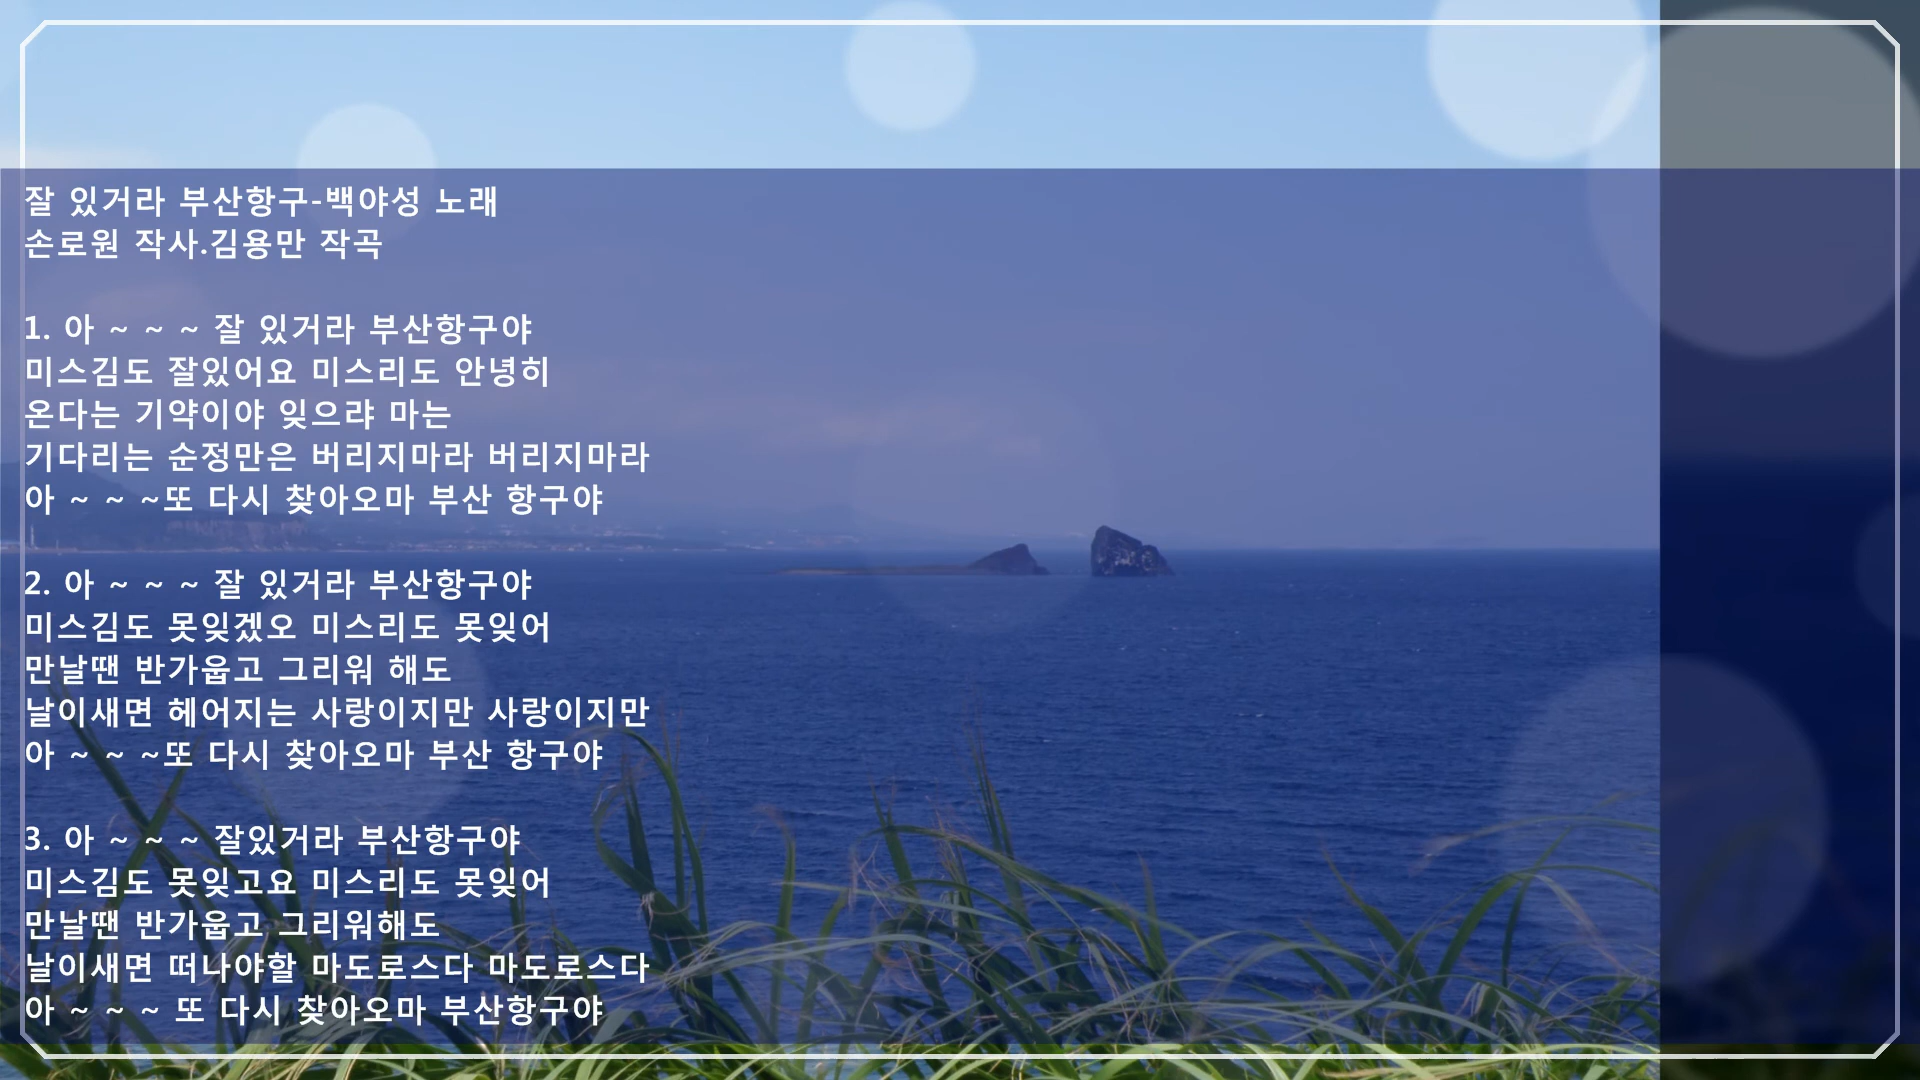 잘 있거라 부산항구-백야성 노래
손로원 작사.김용만 작곡
1. 아 ~ ~ ~ 잘 있거라 부산항구야
미스김도 잘있어요 미스리도 안녕히
온다는 기약이야 잊으랴 마는
기다리는 순정만은 버리지마라 버리지마라
아 ~ ~ ~또 다시 찾아오마 부산 항구야
2. 아 ~ ~ ~ 잘 있거라 부산항구야
미스김도 못잊겠오 미스리도 못잊어
만날땐 반가웁고 그리워 해도
날이새면 헤어지는 사랑이지만 사랑이지만
아 ~ ~ ~또 다시 찾아오마 부산 항구야
3. 아 ~ ~ ~ 잘있거라 부산항구야
미스김도 못잊고요 미스리도 못잊어
만날땐 반가웁고 그리워해도
날이새면 떠나야할 마도로스다 마도로스다
아 ~ ~ ~ 또 다시 찾아오마 부산항구야